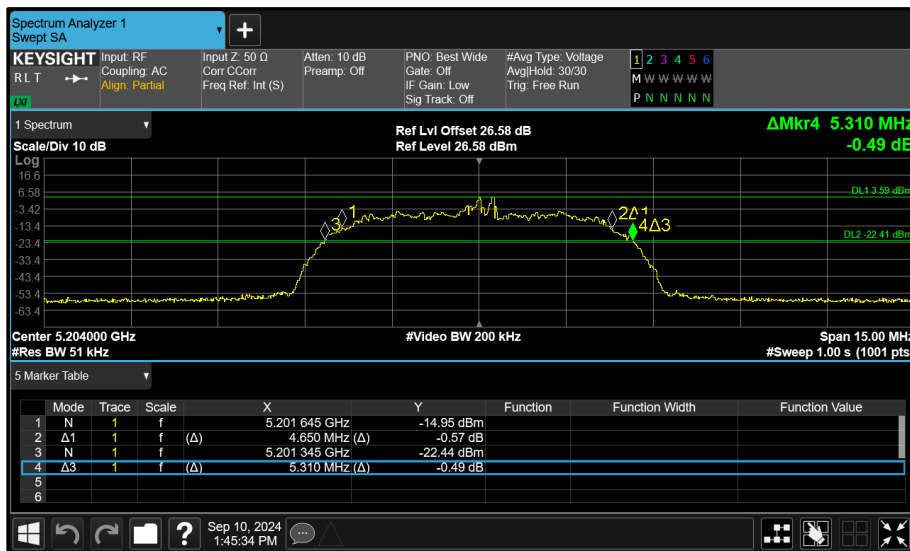 Spectrum Analyzer 1
Swept SA
KEYSIGHT
R L T
LXI
Input: RF
Coupling: AC
Align: Partial
Input Z: 50 Ω
Corr CCorr
Freq Ref: Int (S)
Atten: 10 dB
Preamp: Off
PNO: Best Wide
Gate: Off
IF Gain: Low
Sig Track: Off
#Avg Type: Voltage
Avg|Hold: 30/30
Trig: Free Run
1 2 3 4 5 6
M W W W W W
P N N N N N
1 Spectrum
Scale/Div 10 dB
Ref Lvl Offset 26.58 dB
Ref Level 26.58 dBm
ΔMkr4 5.310 MHz
-0.49 dB
Log
16.6
6.58
-3.42
-13.4
-23.4
-33.4
-43.4
-53.4
-63.4
DL1 3.59 dBm
DL2 -22.41 dBm
1
3
2Δ1
4Δ3
Center 5.204000 GHz
#Res BW 51 kHz
#Video BW 200 kHz
Span 15.00 MHz
#Sweep 1.00 s (1001 pts
5 Marker Table
Mode Trace Scale X Y Function Function Width Function Value
1 N 1 f 5.201 645 GHz -14.95 dBm
2 Δ1 1 f (Δ) 4.650 MHz (Δ) -0.57 dB
3 N 1 f 5.201 345 GHz -22.44 dBm
4 Δ3 1 f (Δ) 5.310 MHz (Δ) -0.49 dB
5
6
?
Sep 10, 2024
1:45:34 PM